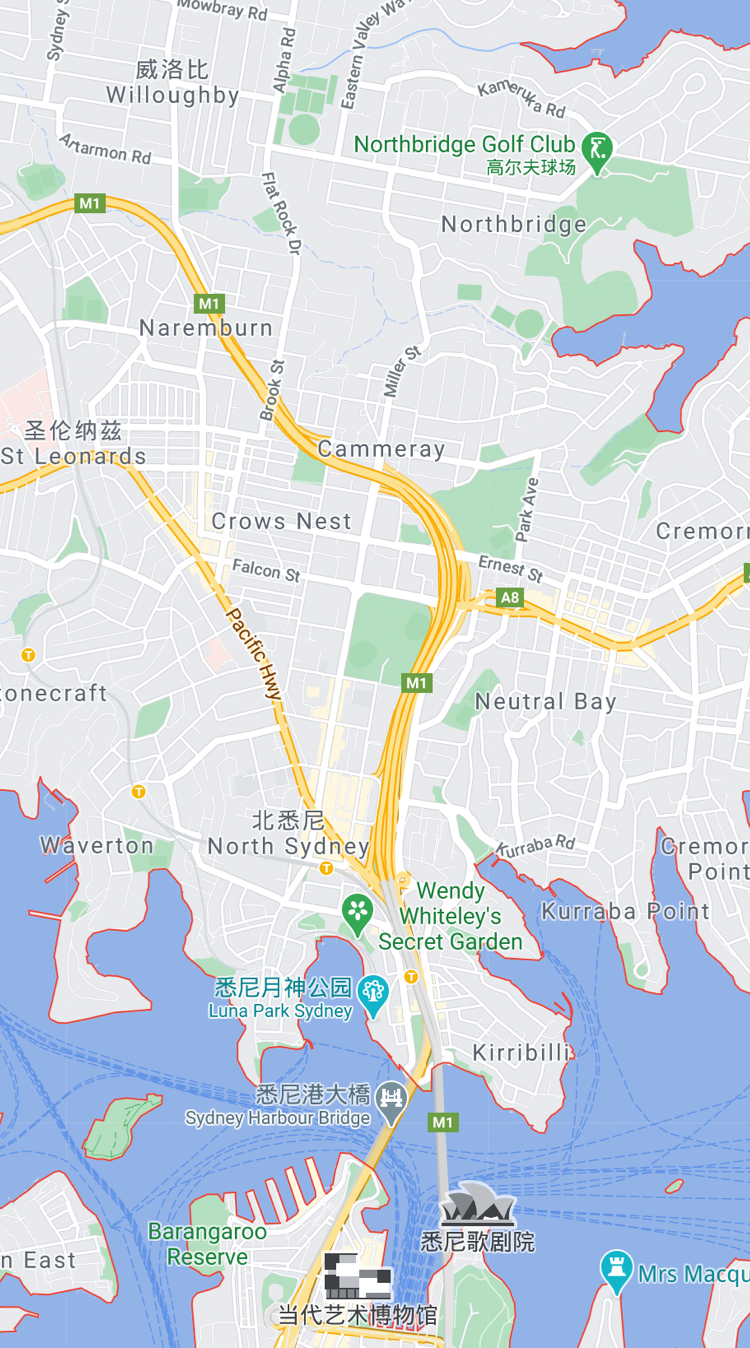 Sydney S
Mowbray Rd
Alpha Rd
Eastern Valley Wa
威洛比
Willoughby
Kameruka Rd
Artarmon Rd
Northbridge Golf Club
高尔夫球场
M1
Flat Rock Dr
Northbridge
M1
Naremburn
Miller St
Brook St
圣伦纳兹
St Leonards
Cammeray
Park Ave
Crows Nest
Cremorn
Falcon St
Ernest St
A8
Pacific Hwy
T
M1
tonecraft
Neutral Bay
T
北悉尼
North Sydney
Waverton
Kurraba Rd
Cremor
Point
T
Wendy
Whiteley's
Secret Garden
Kurraba Point
T
悉尼月神公园
Luna Park Sydney
Kirribilli
悉尼港大橋
Sydney Harbour Bridge
M1
Barangaroo
Reserve
悉尼歌剧院
n East
Mrs Macqu
当代艺术博物馆